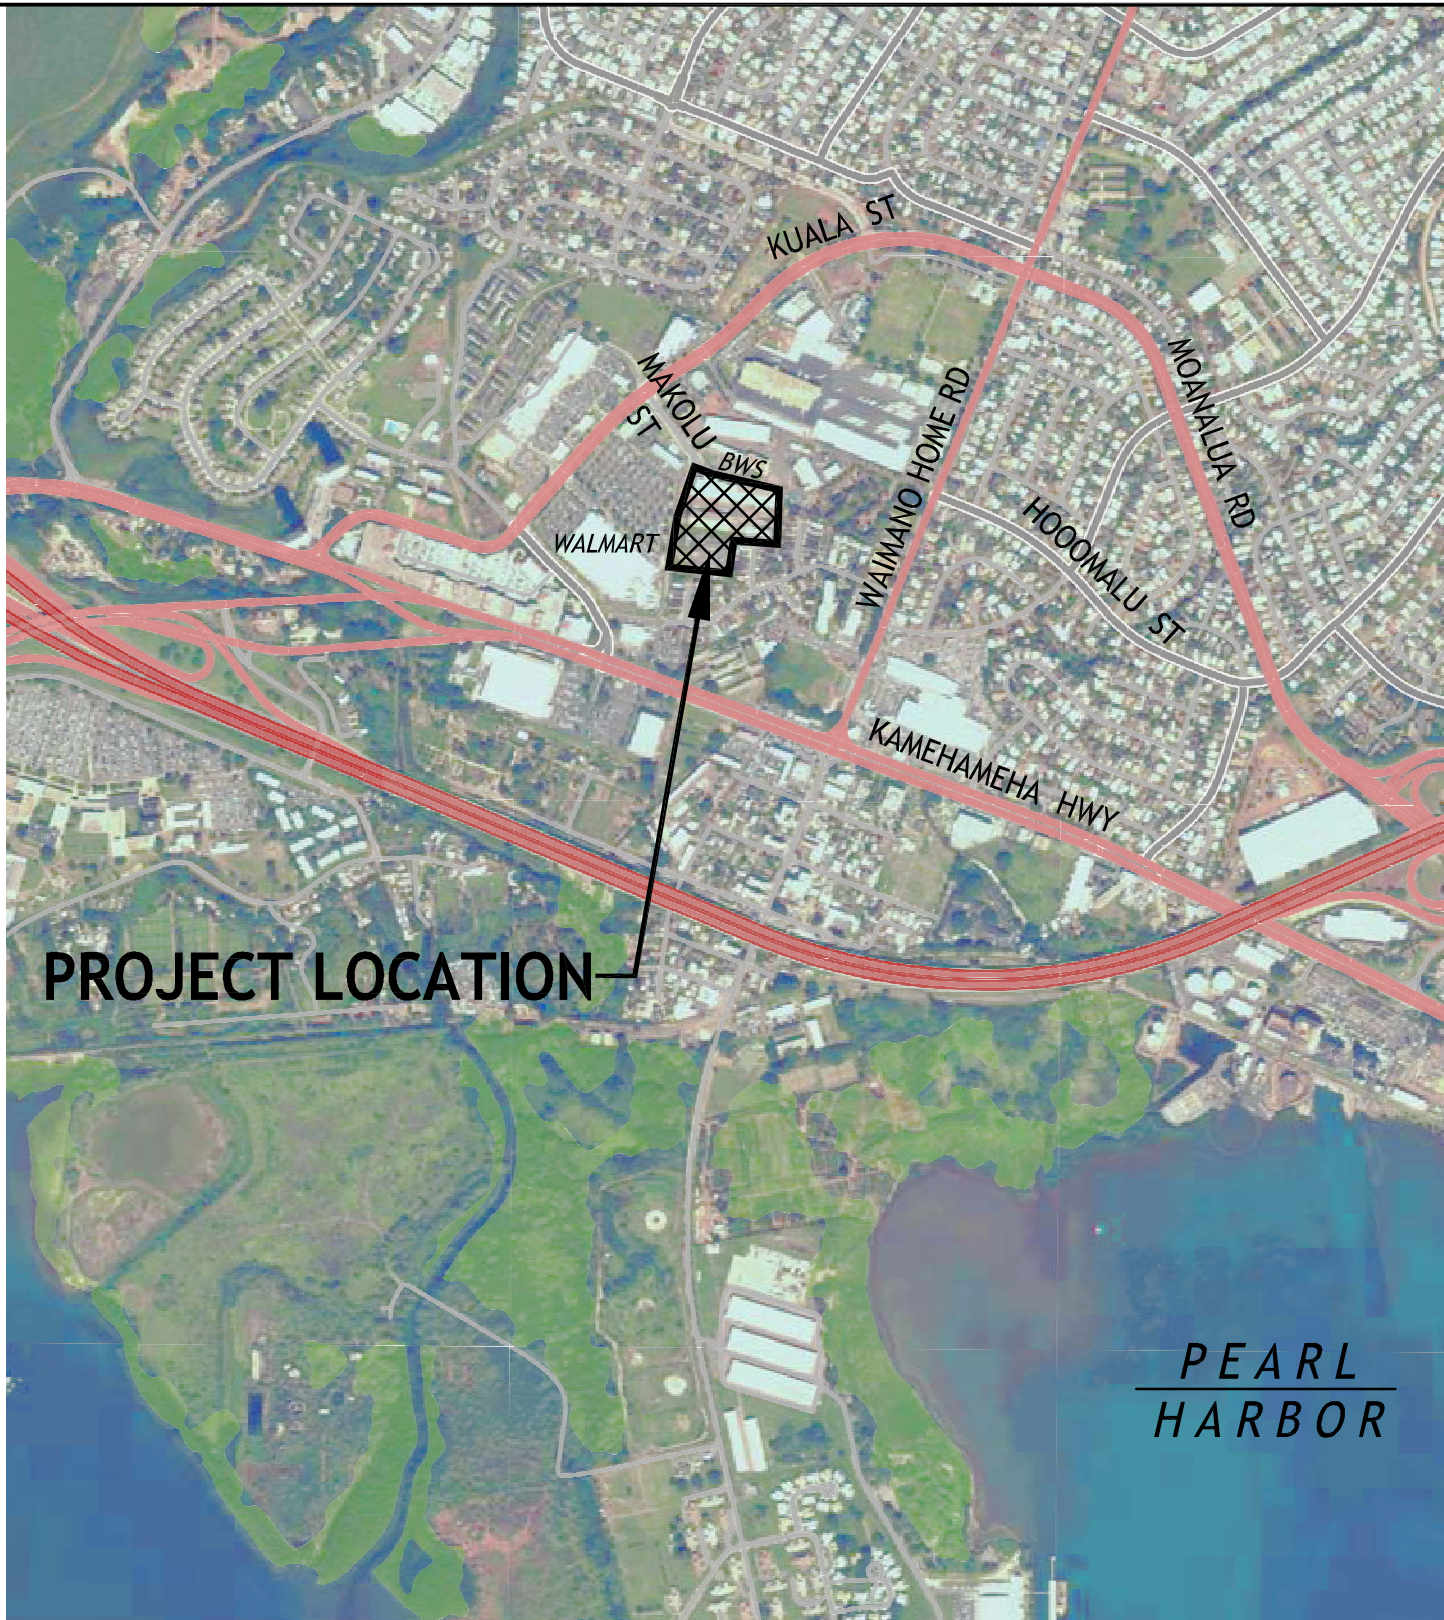 KUALA ST
MAKOLU
ST
MOANALUA RD
BWS
WAIMANO HOME RD
HOOOMALU ST
WALMART
KAMEHAMEHA HWY
PROJECT LOCATION
PEARL
HARBOR